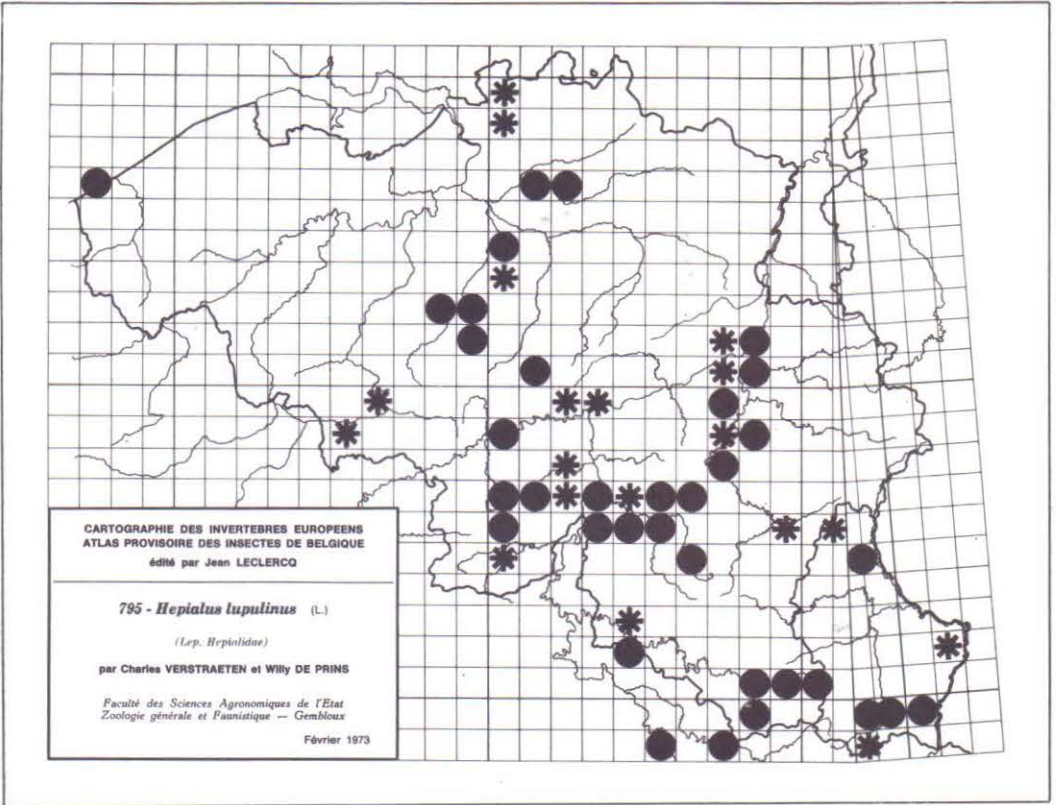 CARTOGRAPHIE DES INVERTEBRES EUROPEENS
ATLAS PROVISOIRE DES INSECTES DE BELGIQUE
édité par Jean LECLERCQ
795 - Hepialus lupulinus (L.)
(Lep. Hepialidae)
par Charles VERSTRAETEN et Willy DE PRINS
Faculté des Sciences Agronomiques de l'Etat
Zoologie générale et Faunistique — Gembloux
Février 1973